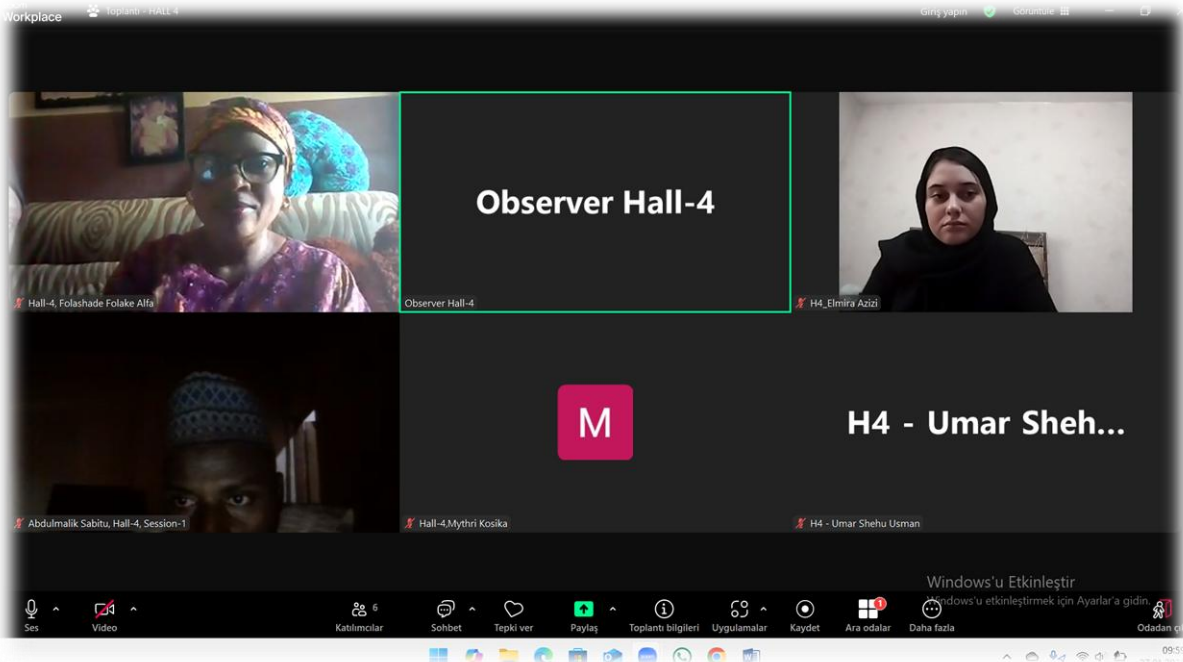 Workplace
Toplantı - HALL 4
Giriş yapın
Görüntüle
Observer Hall-4
Hall-4, Folashade Folake Alfa
Observer Hall-4
H4_Elmira Azizi
M
H4 - Umar Sheh...
Abdulmalik Sabitu, Hall-4, Session-1
Hall-4,Mythri Kosika
H4 - Umar Shehu Usman
Windows'u Etkinleştir
Windows'u etkinleştirmek için Ayarlar'a gidin.
6
1
Ses
Video
Katılımcılar
Sohbet
Tepki ver
Paylaş
Toplantı bilgileri
Uygulamalar
Kaydet
Ara odalar
Daha fazla
Odadan
09:59